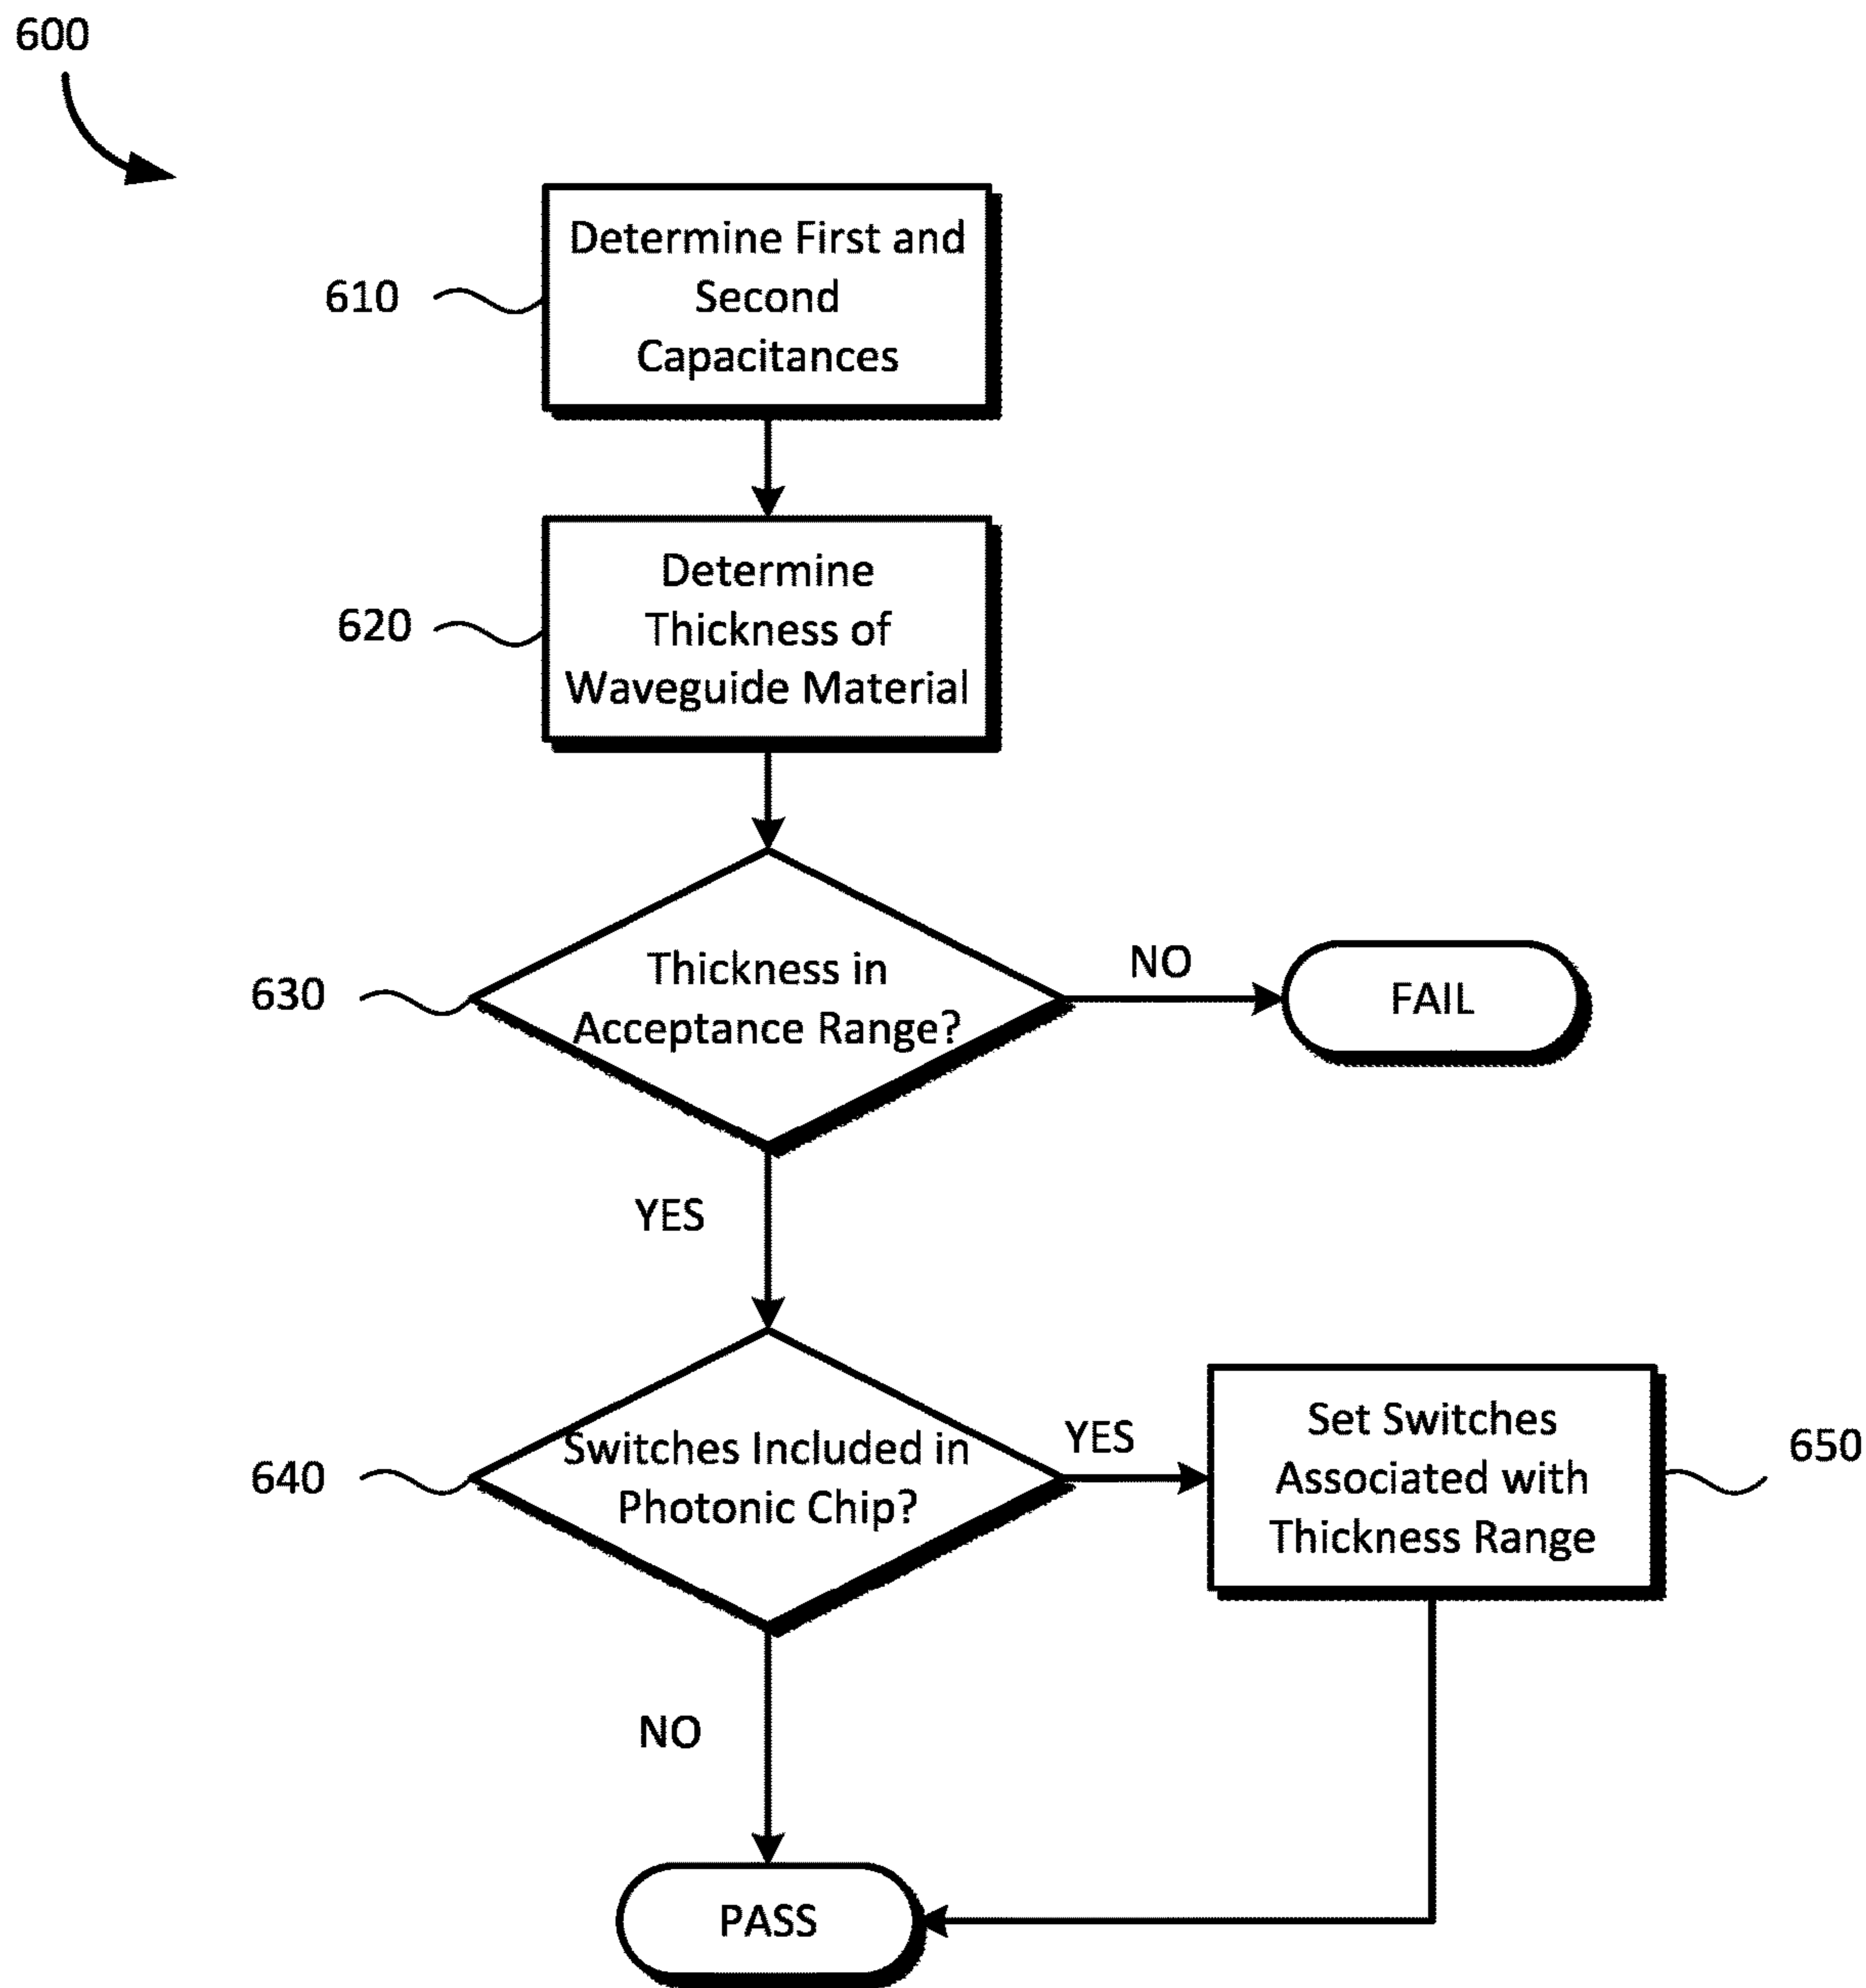 600
610
Determine First and
Second
Capacitances
620
Determine
Thickness of
Waveguide Material
630
Thickness in
Acceptance Range?
NO
FAIL
YES
640
Switches Included in
Photonic Chip?
YES
Set Switches
Associated with
Thickness Range
650
NO
PASS